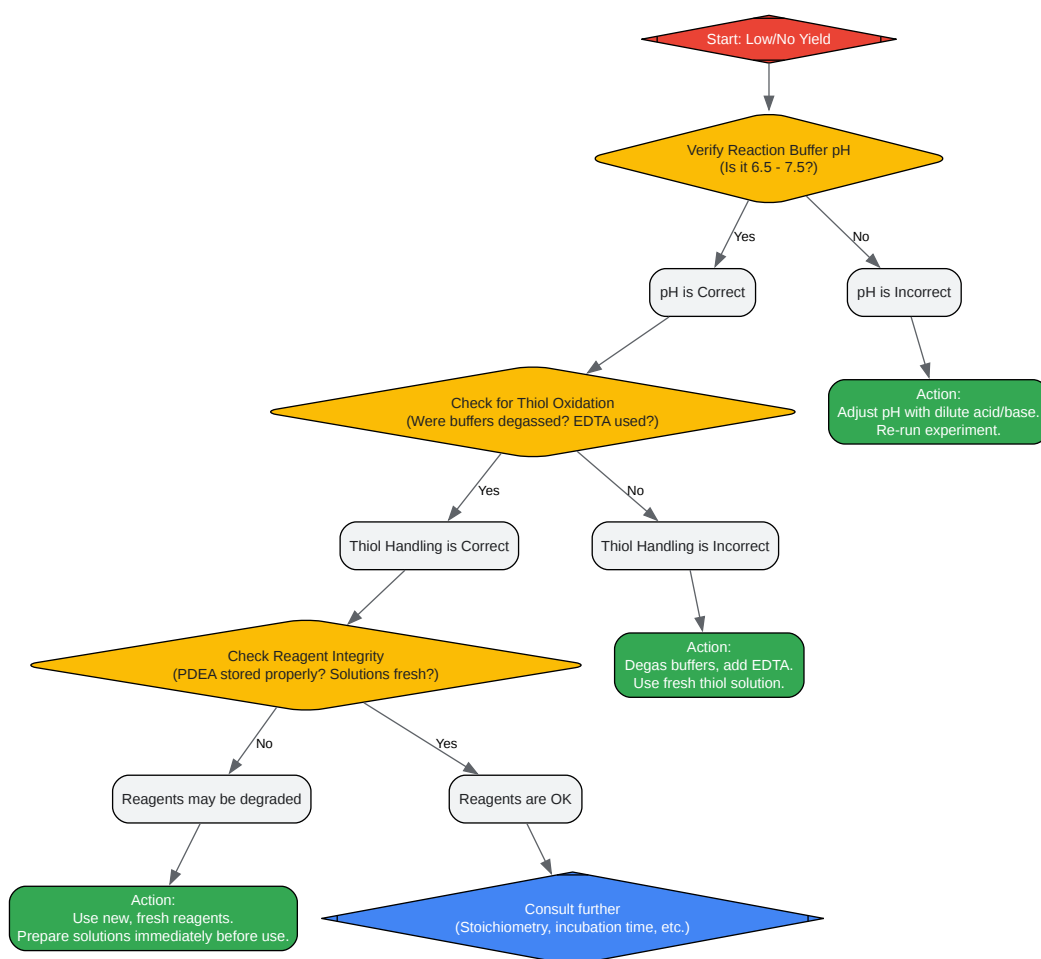 Start: Low/No Yield
Verify Reaction Buffer pH
(Is it 6.5 - 7.5?)
Yes
No
pH is Correct
pH is Incorrect
Action:
Adjust pH with dilute acid/base.
Re-run experiment.
Check for Thiol Oxidation
(Were buffers degassed? EDTA used?)
Yes
No
Thiol Handling is Correct
Thiol Handling is Incorrect
Action:
Degas buffers, add EDTA.
Use fresh thiol solution.
Check Reagent Integrity
(PDEA stored properly? Solutions fresh?)
No
Yes
Reagents may be degraded
Reagents are OK
Action:
Use new, fresh reagents.
Prepare solutions immediately before use.
Consult further
(Stoichiometry, incubation time, etc.)